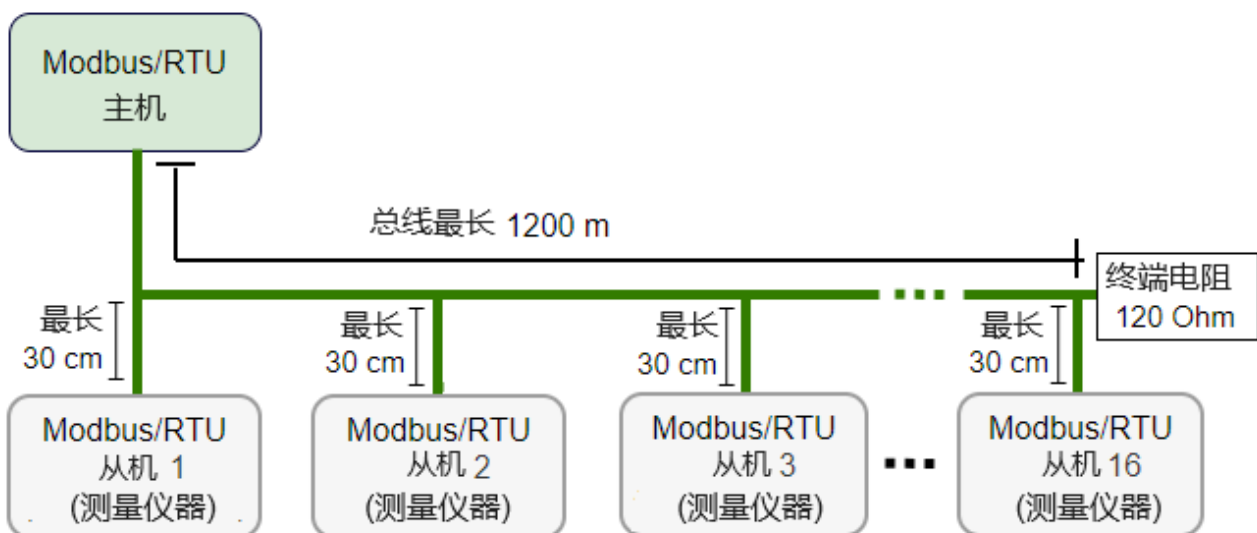 Modbus/RTU
主机
总线最长 1200 m
终端电阻
120 Ohm
最长
30 cm
最长
30 cm
最长
30 cm
最长
30 cm
Modbus/RTU
从机 1
(测量仪器)
Modbus/RTU
从机 2
(测量仪器)
Modbus/RTU
从机 3
(测量仪器)
Modbus/RTU
从机 16
(测量仪器)